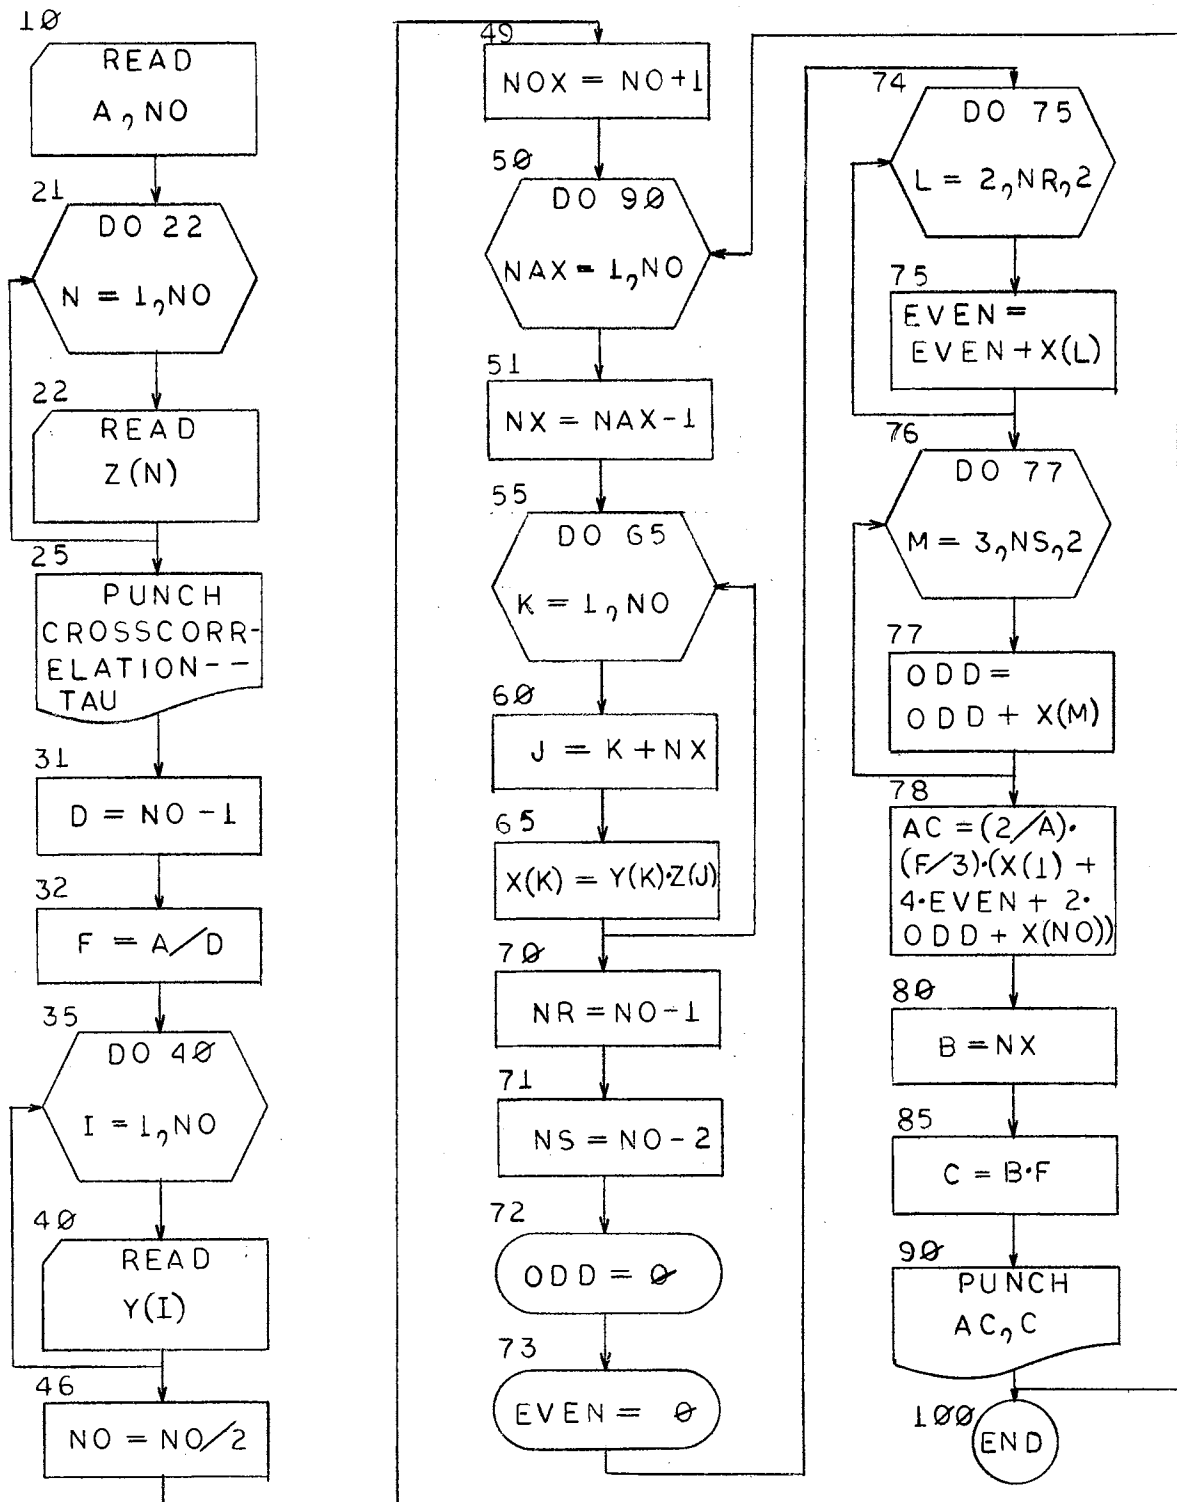 10
READ
A,NO
21
DO 22
N = 1,NO
22
READ
Z(N)
25
PUNCH
CROSSCORR-
ELATION--
TAU
31
D = NO-1
32
F = A/D
35
DO 40
I = 1,NO
40
READ
Y(I)
46
NO = NO/2
49
NOX = NO+1
50
DO 90
NAX = 1,NO
51
NX = NAX-1
55
DO 65
K = 1,NO
60
J = K+NX
65
X(K) = Y(K)·Z(J)
70
NR = NO-1
71
NS = NO-2
72
ODD = 0
73
EVEN = 0
74
DO 75
L = 2,NR,2
75
EVEN =
EVEN+X(L)
76
DO 77
M = 3,NS,2
77
ODD =
ODD + X(M)
78
AC = (2/A)·
(F/3)·(X(1) +
4·EVEN + 2·
ODD + X(NO))
80
B = NX
85
C = B·F
90
PUNCH
AC,C
100
END